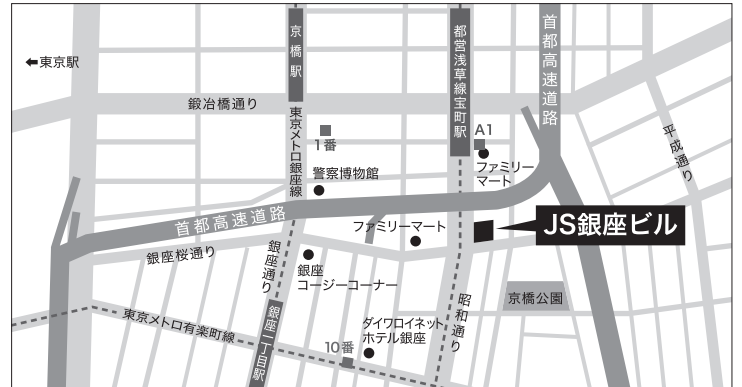 京橋駅
都営浅草線宝町駅
首都高速道路
←東京駅
鍛冶橋通り
A1
1番
東京メトロ銀座線
平成通り
ファミリー
マート
警察博物館
首都高速道路
ファミリーマート
JS銀座ビル
銀座桜通り
銀座通り
銀座
コージーコーナー
昭和通り
京橋公園
東京メトロ有楽町線
銀座一丁目駅
ダイワロイネット
ホテル銀座
10番